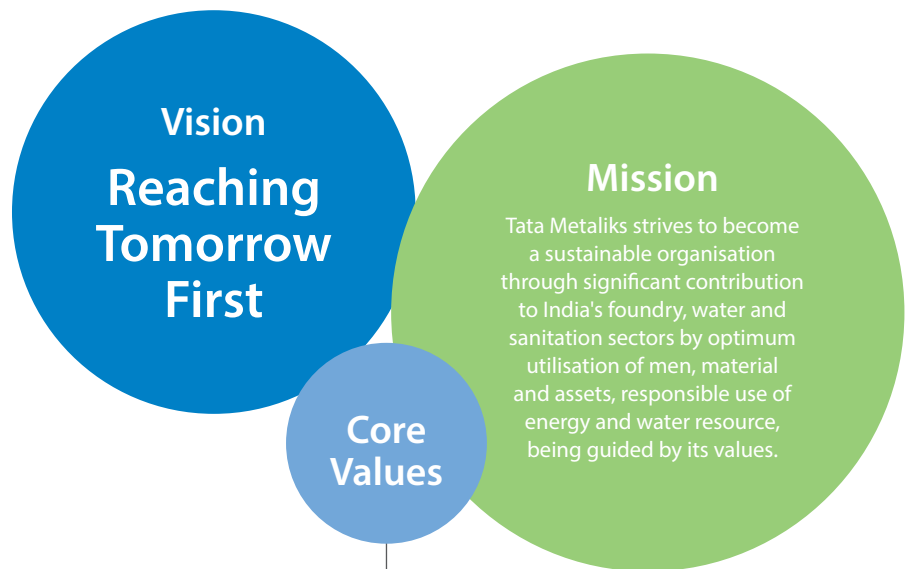 Vision
Reaching
Tomorrow
First
Mission
Tata Metaliks strives to become
a sustainable organisation
through significant contribution
to India's foundry, water and
sanitation sectors by optimum
utilisation of men, material
and assets, responsible use of
energy and water resource,
being guided by its values.
Core
Values